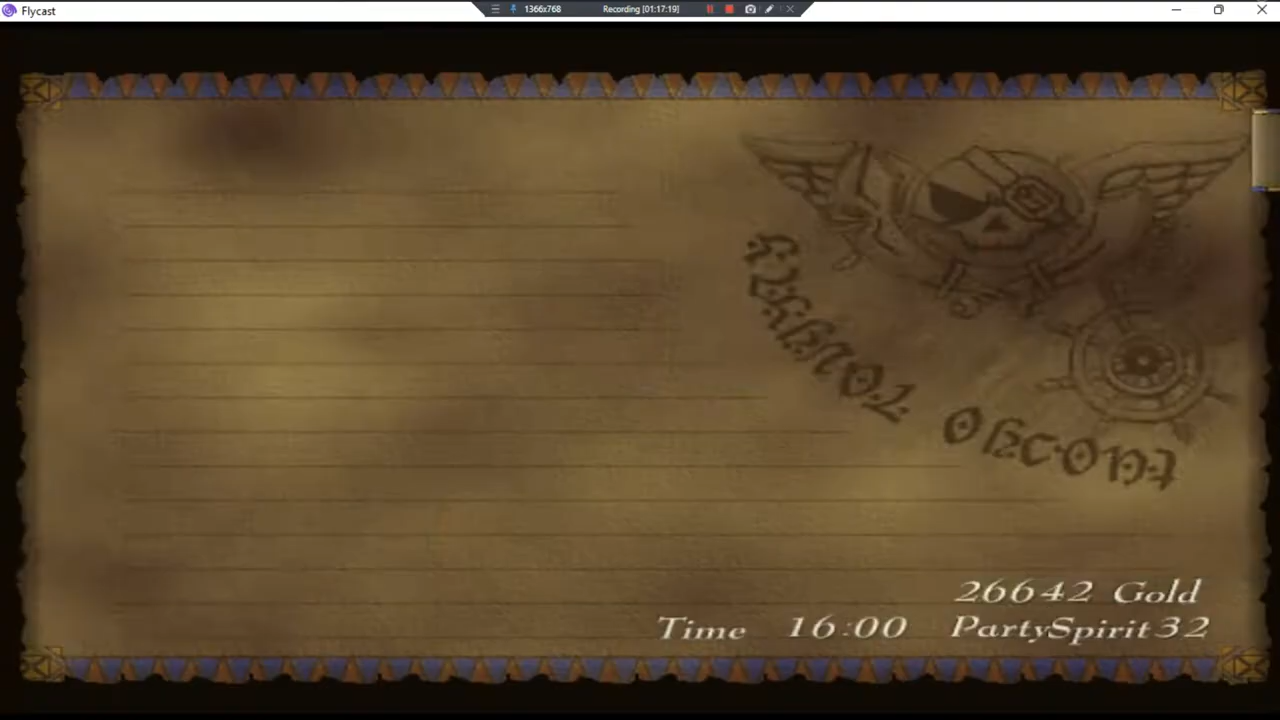 Flycast
1366x768
Recording [01:17:19]
26642 Gold
Time 16:00 PartySpirit 32